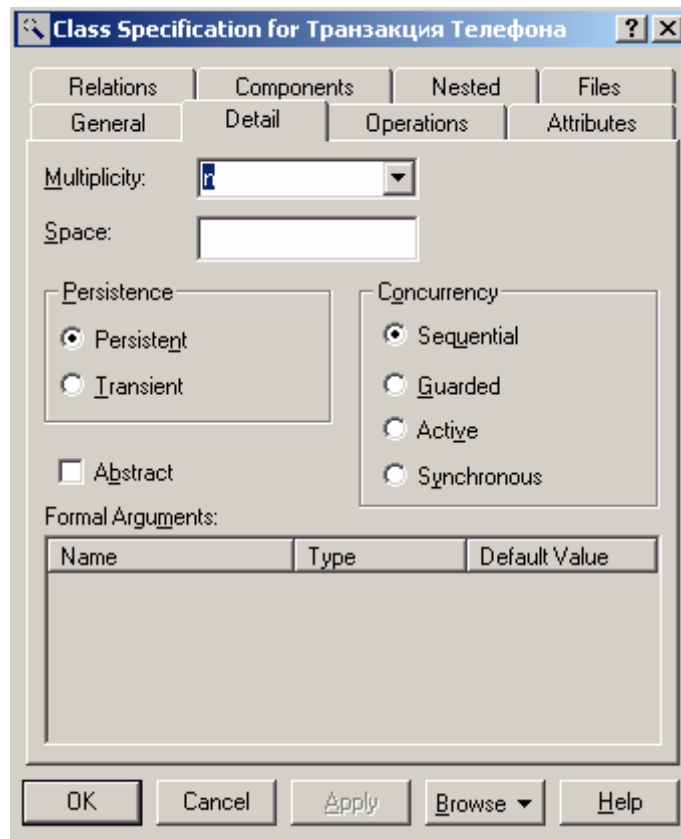 Class Specification for Транзакция Телефона
Relations Components Nested Files
General Detail Operations Attributes
Multiplicity: n
Space:
Persistence Concurrency
Persistent Sequential
Transient Guarded
Active
Abstract Synchronous
Formal Arguments:
Name Type Default Value
OK Cancel Apply Browse Help